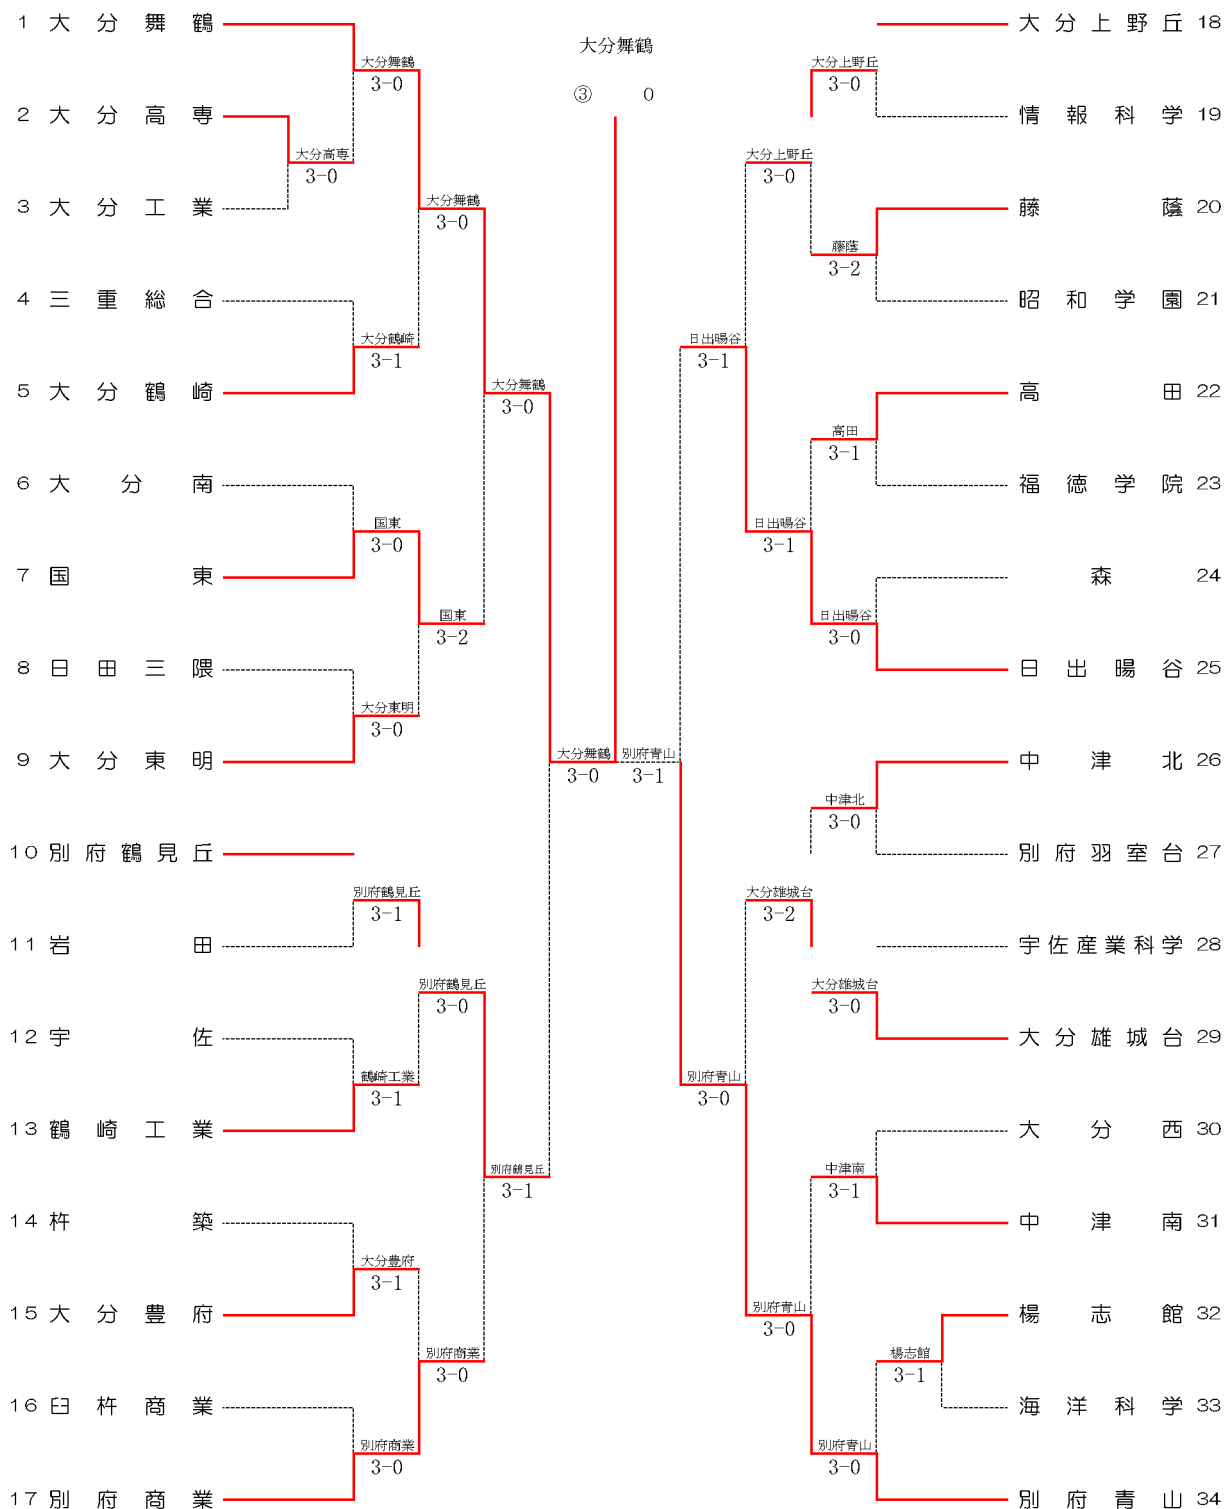 大分舞鶴
③ 0
1 大分舞鶴
大分舞鶴
3-0
2 大分高専
大分高専
3-0
3 大分工業
大分舞鶴
3-0
4 三重総合
大分鶴崎
3-1
5 大分鶴崎
大分舞鶴
3-0
6 大分南
国東
3-0
7 国東
国東
3-2
8 日田三隈
大分東明
3-0
9 大分東明
大分舞鶴
3-0
10 別府鶴見丘
別府鶴見丘
3-1
11 岩田
別府鶴見丘
3-0
12 宇佐
鶴崎工業
3-1
13 鶴崎工業
別府鶴見丘
3-1
14 杵築
大分豊府
3-1
15 大分豊府
別府商業
3-0
16 臼杵商業
別府商業
3-0
17 別府商業
大分上野丘 18
大分上野丘
3-0
情報科学 19
大分上野丘
3-0
藤蔭 20
藤蔭
3-2
昭和学園 21
日出暘谷
3-1
高田 22
高田
3-1
福徳学院 23
日出暘谷
3-1
森 24
日出暘谷
3-0
日出暘谷 25
別府青山
3-1
中津北 26
中津北
3-0
別府羽室台 27
大分雄城台
3-2
宇佐産業科学 28
大分雄城台
3-0
大分雄城台 29
別府青山
3-0
大分西 30
中津南
3-1
中津南 31
別府青山
3-0
楊志館 32
楊志館
3-1
海洋科学 33
別府青山
3-0
別府青山 34